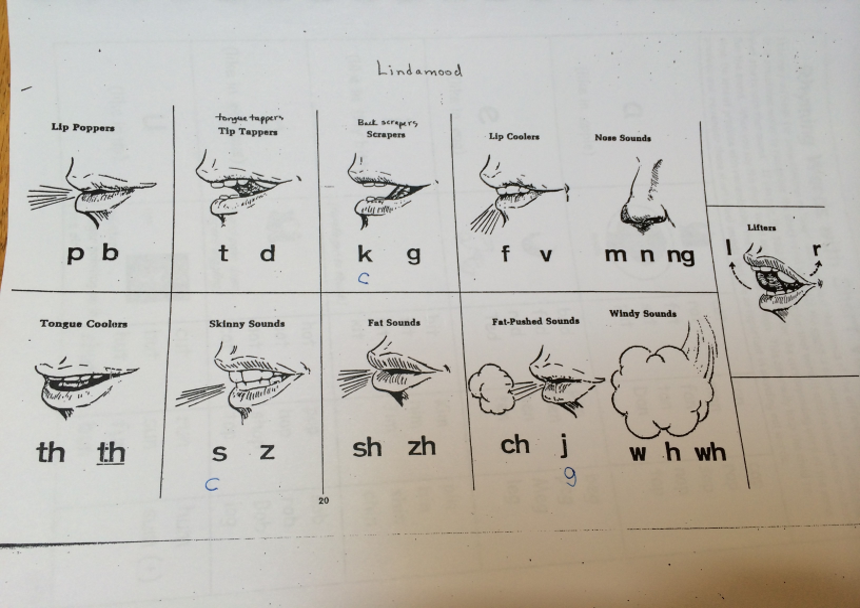 Lindamood
Lip Poppers
p b
tongue tappers
Tip Tappers
t d
Back scrapers
Scrapers
k g
c
Lip Coolers
f v
Nose Sounds
m n ng
Lifters
l r
Tongue Coolors
th th
Skinny Sounds
s z
c
Fat Sounds
sh zh
Fat-Pushed Sounds
ch j
g
Windy Sounds
w h wh
20